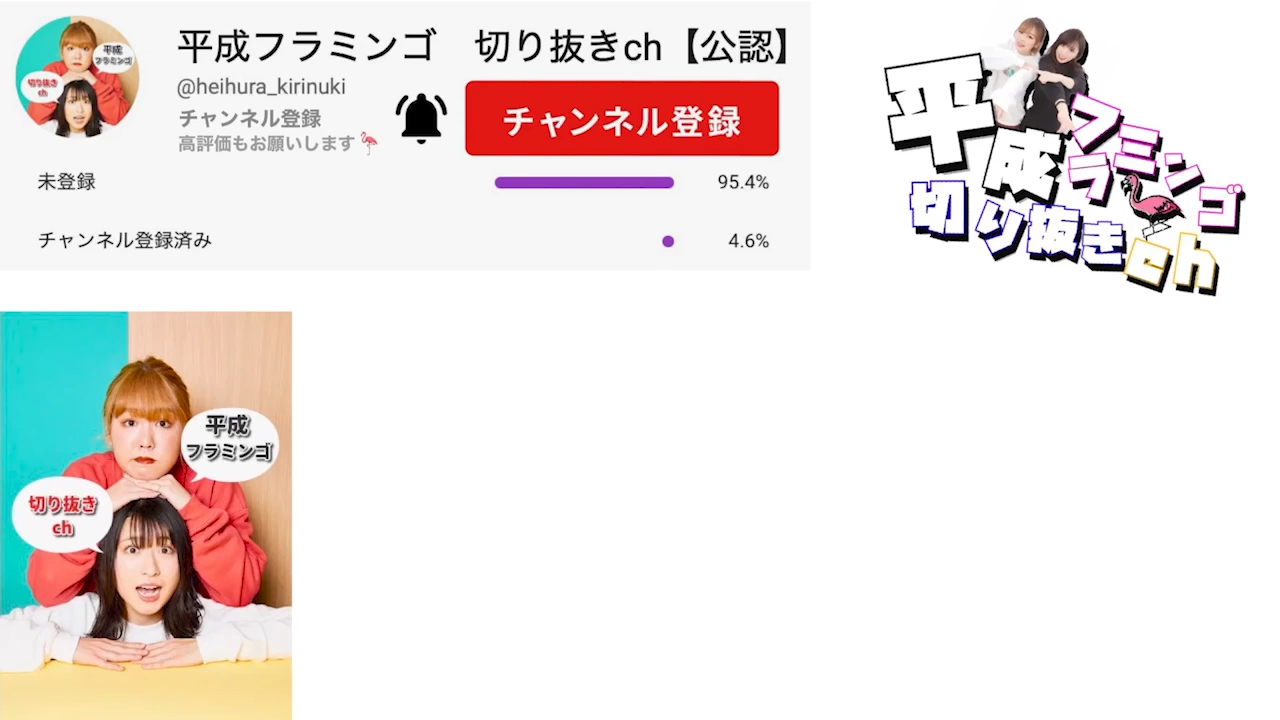 平成フラミンゴ 切り抜きch【公認】
@heihura_kirinuki
チャンネル登録
高評価もお願いします
チャンネル登録
未登録 95.4%
チャンネル登録済み 4.6%
平成
フラミンゴ
切り抜き
ch
平成フラミンゴ
切り抜きch
平成
フラミンゴ
切り抜き
ch